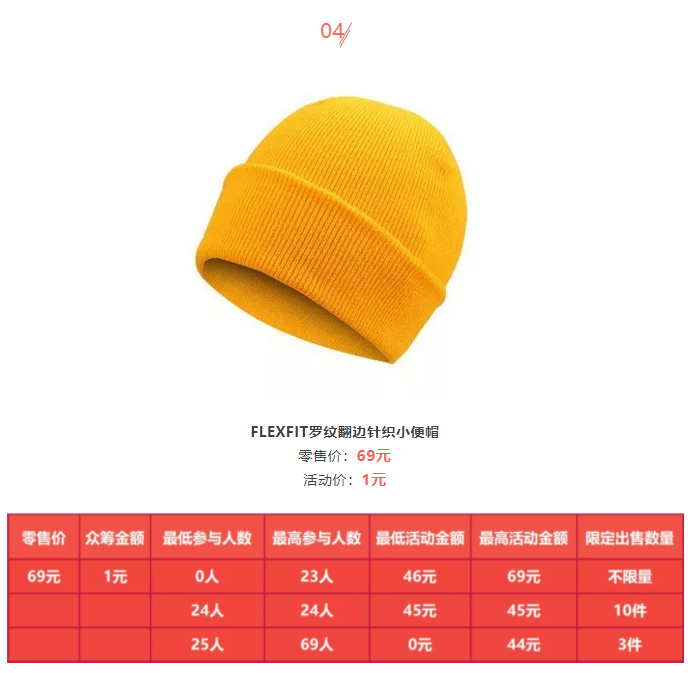 04
FLEXFIT罗纹翻边针织小便帽
零售价：69元
活动价：1元
零售价 众筹金额 最低参与人数 最高参与人数 最低活动金额 最高活动金额 限定出售数量
69元 1元 0人 23人 46元 69元 不限量
24人 24人 45元 45元 10件
25人 69人 0元 44元 3件